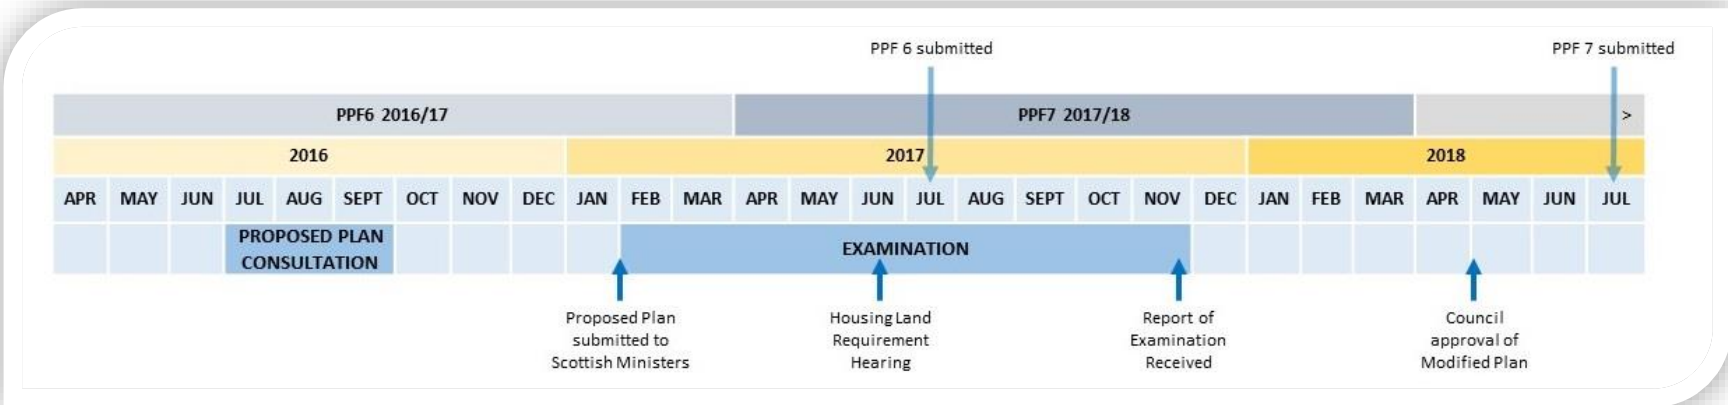 PPF 6 submitted
PPF 7 submitted
PPF6 2016/17
PPF7 2017/18
>
2016
2017
2018
APR MAY JUN JUL AUG SEPT OCT NOV DEC JAN FEB MAR APR MAY JUN JUL AUG SEPT OCT NOV DEC JAN FEB MAR APR MAY JUN JUL
PROPOSED PLAN
CONSULTATION
EXAMINATION
Proposed Plan
submitted to
Scottish Ministers
Housing Land
Requirement
Hearing
Report of
Examination
Received
Council
approval of
Modified Plan